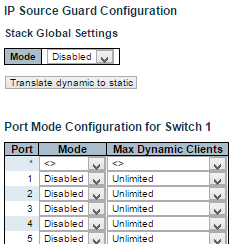 IP Source Guard Configuration
Stack Global Settings
Mode Disabled
Translate dynamic to static
Port Mode Configuration for Switch 1
Port Mode Max Dynamic Clients
* <> <>
1 Disabled Unlimited
2 Disabled Unlimited
3 Disabled Unlimited
4 Disabled Unlimited
5 Disabled Unlimited